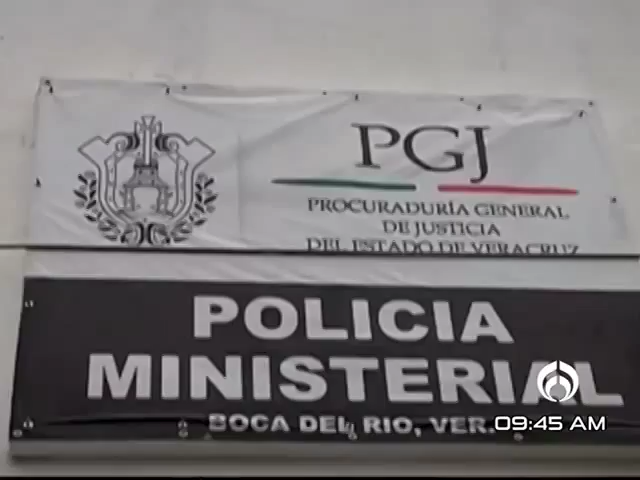 PGJ
PROCURADURÍA GENERAL
DE JUSTICIA
DEL ESTADO DE VERACRUZ
POLICIA
MINISTERIAL
BOCA DEL RIO, VER.
09:45 AM